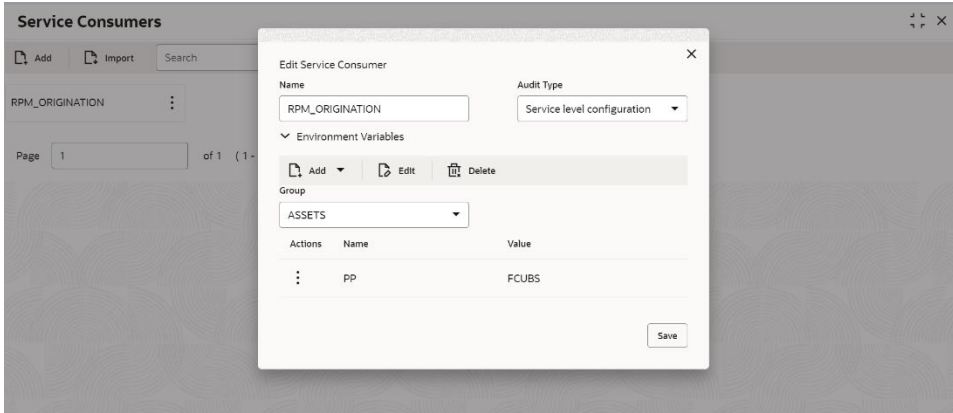 Service Consumers
Add Import Search
RPM_ORIGINATION
Page 1 of 1 (1-
Edit Service Consumer
Name Audit Type
RPM_ORIGINATION Service level configuration
Environment Variables
Add Edit Delete
Group
ASSETS
Actions Name Value
PP FCUBS
Save